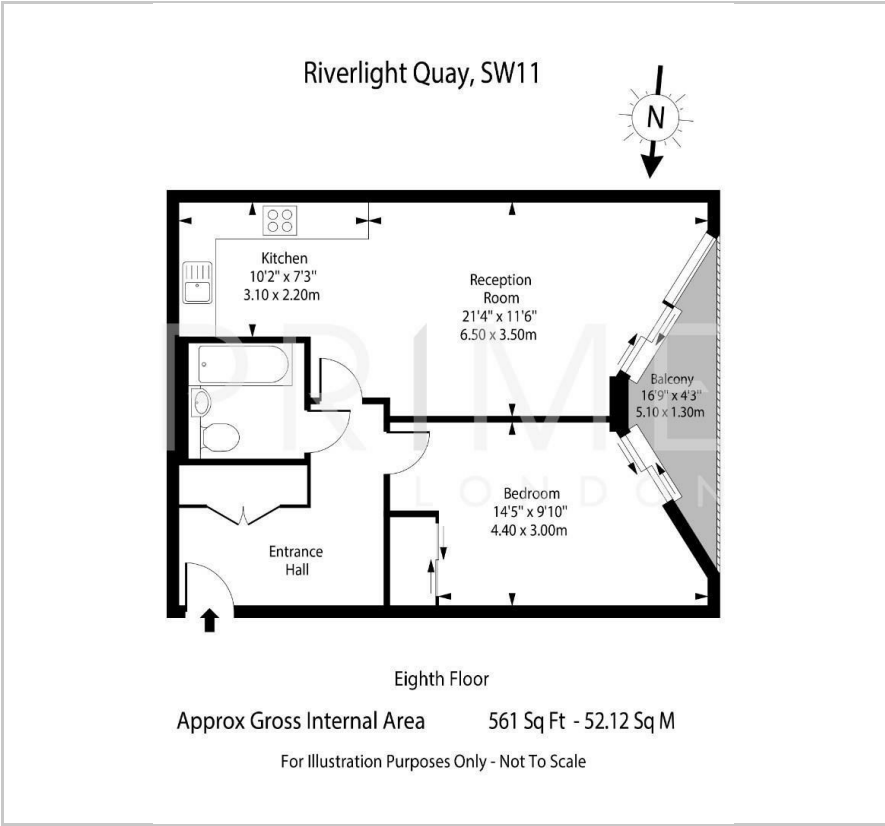 Riverlight Quay, SW11
N
Kitchen
10'2" x 7'3"
3.10 x 2.20m
Reception
Room
21'4" x 11'6"
6.50 x 3.50m
Balcony
16'9" x 4'3"
5.10 x 1.30m
PRIME
LONDON
Bedroom
14'5" x 9'10"
4.40 x 3.00m
Entrance
Hall
Eighth Floor
Approx Gross Internal Area 561 Sq Ft - 52.12 Sq M
For Illustration Purposes Only - Not To Scale